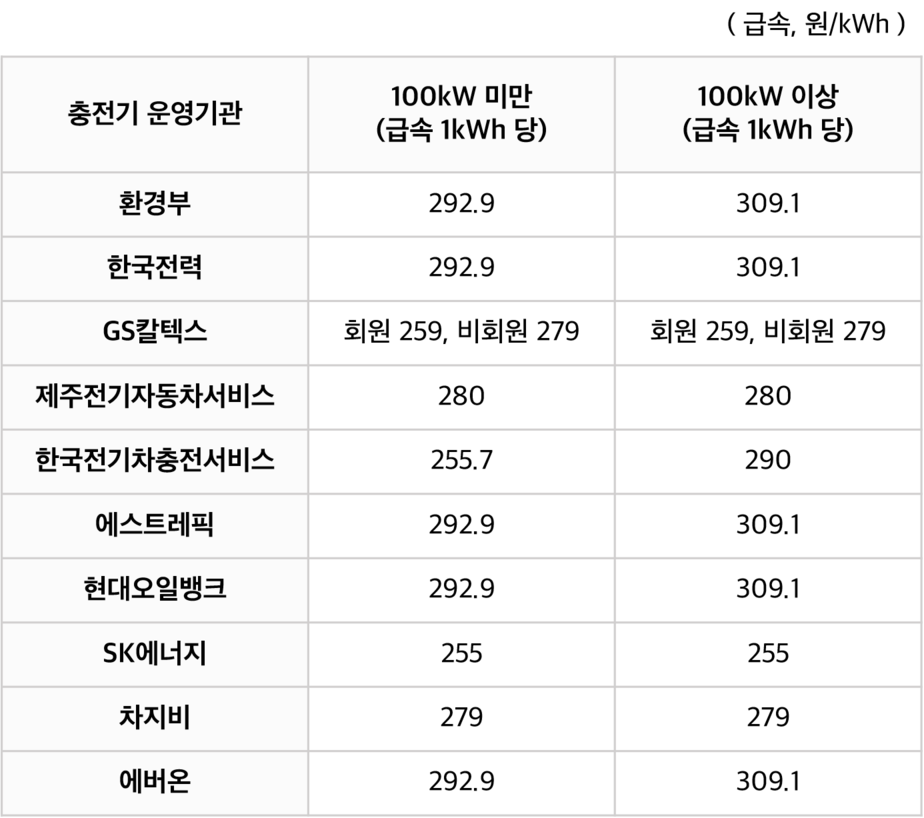 ( 급속, 원/kWh )
충전기 운영기관 100kW 미만 (급속 1kWh 당) 100kW 이상 (급속 1kWh 당)
환경부 292.9 309.1
한국전력 292.9 309.1
GS칼텍스 회원 259, 비회원 279 회원 259, 비회원 279
제주전기자동차서비스 280 280
한국전기차충전서비스 255.7 290
에스트레픽 292.9 309.1
현대오일뱅크 292.9 309.1
SK에너지 255 255
차지비 279 279
에버온 292.9 309.1